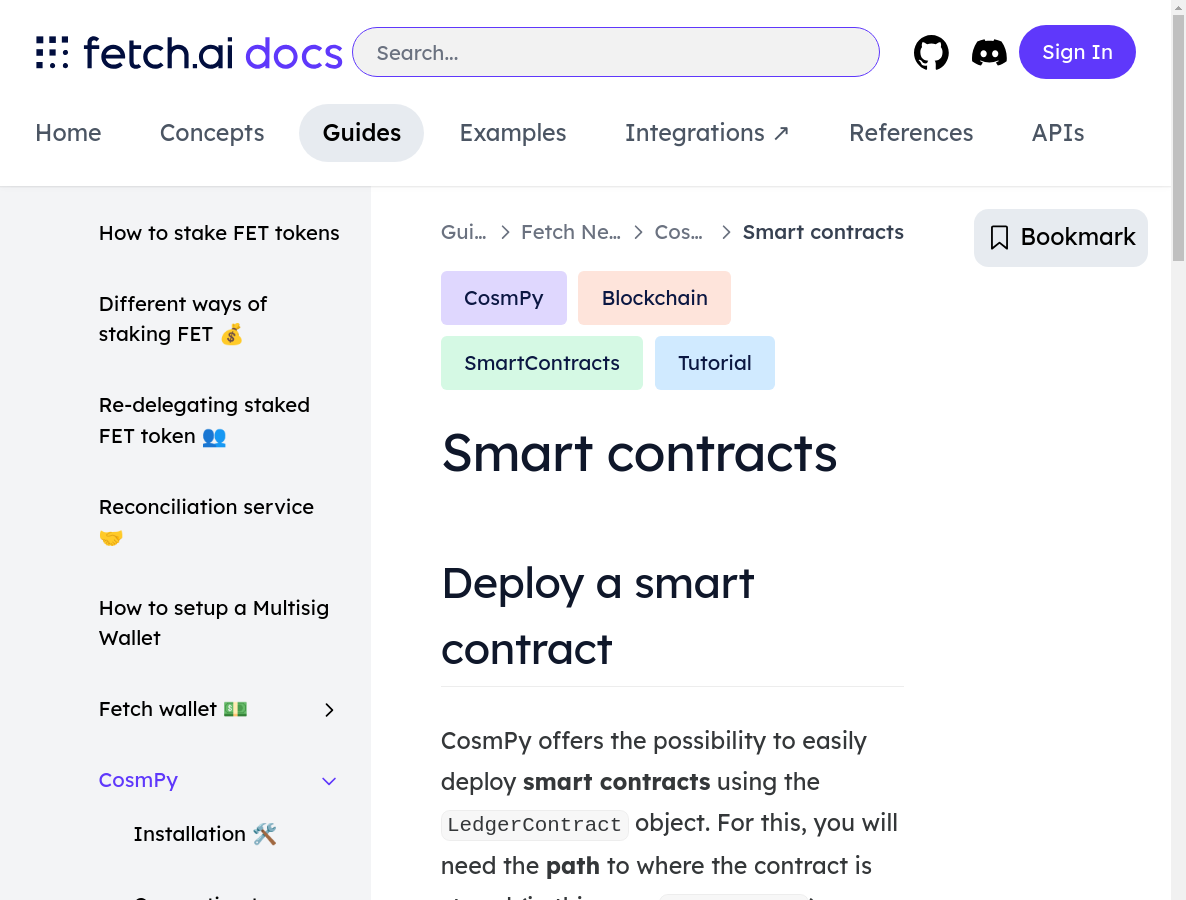 fetch.ai docs
Search...
Sign In
Home
Concepts
Guides
Examples
Integrations ↗
References
APIs
How to stake FET tokens
Different ways of
staking FET 💰
Re-delegating staked
FET token 👥
Reconciliation service
🤝
How to setup a Multisig
Wallet
Fetch wallet 💵
CosmPy
Installation 🛠️
Gui... > Fetch Ne... > Cos... > Smart contracts
Bookmark
CosmPy
Blockchain
SmartContracts
Tutorial
Smart contracts
Deploy a smart
contract
CosmPy offers the possibility to easily
deploy smart contracts using the
LedgerContract object. For this, you will
need the path to where the contract is